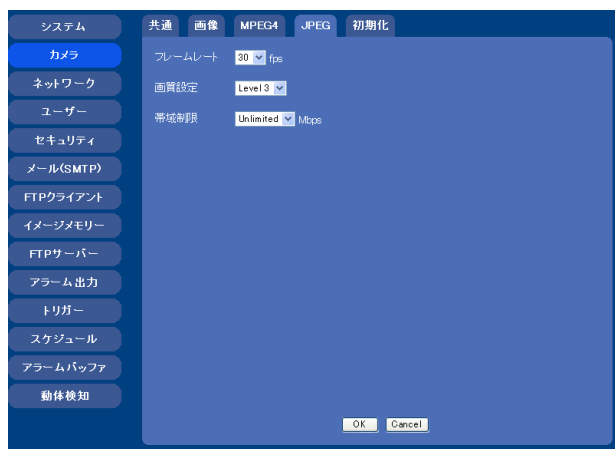 システム
カメラ
ネットワーク
ユーザー
セキュリティ
メール(SMTP)
FTPクライアント
イメージメモリー
FTPサーバー
アラーム出力
トリガー
スケジュール
アラームバッファ
動体検知
共通 画像 MPEG4 JPEG 初期化
フレームレート 30 fps
画質設定 Level 3
帯域制限 Unlimited Mbps
OK Cancel